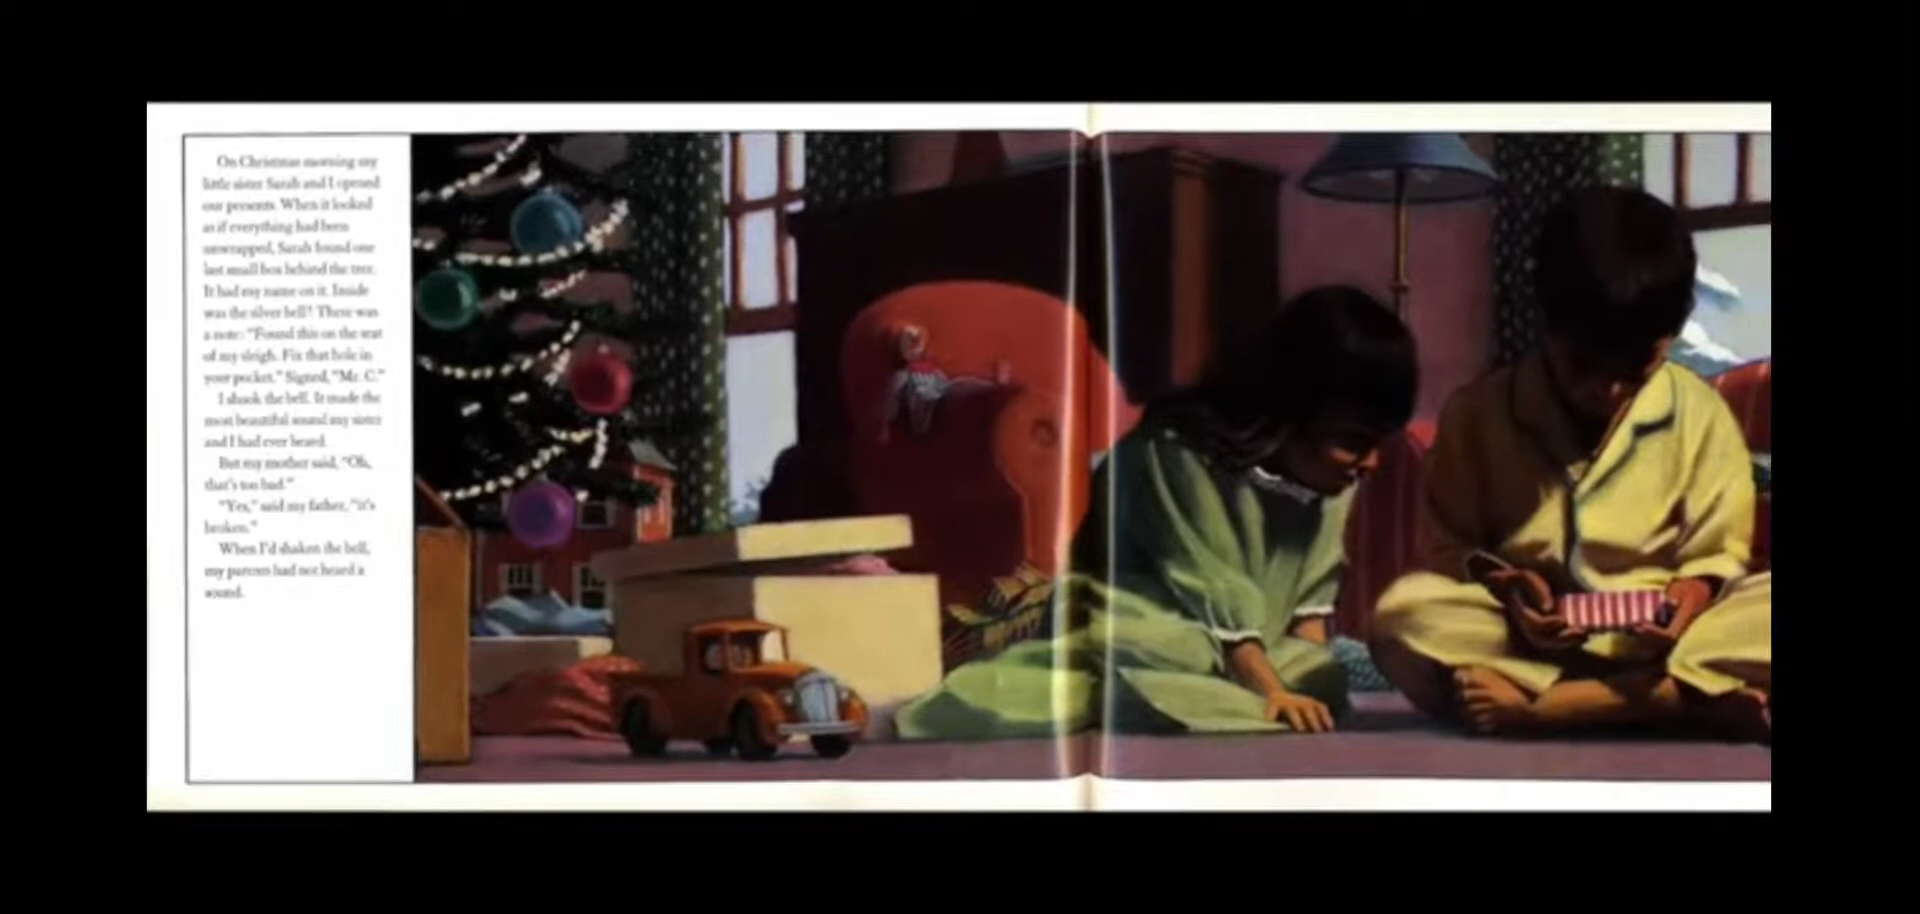 On Christmas morning my
little sister Sarah and I opened
our presents. When it looked
as if everything had been
unwrapped, Sarah found one
last small box behind the tree.
It had my name on it. Inside
was the silver bell! There was
a note: "Found this on the seat
of my sleigh. Fix that hole in
your pocket." Signed, "Mr. C."
I shook the bell. It made the
most beautiful sound my sister
and I had ever heard.
But my mother said, "Oh,
that's too bad."
"Yes," said my father, "it's
broken."
When I'd shaken the bell,
my parents had not heard a
sound.